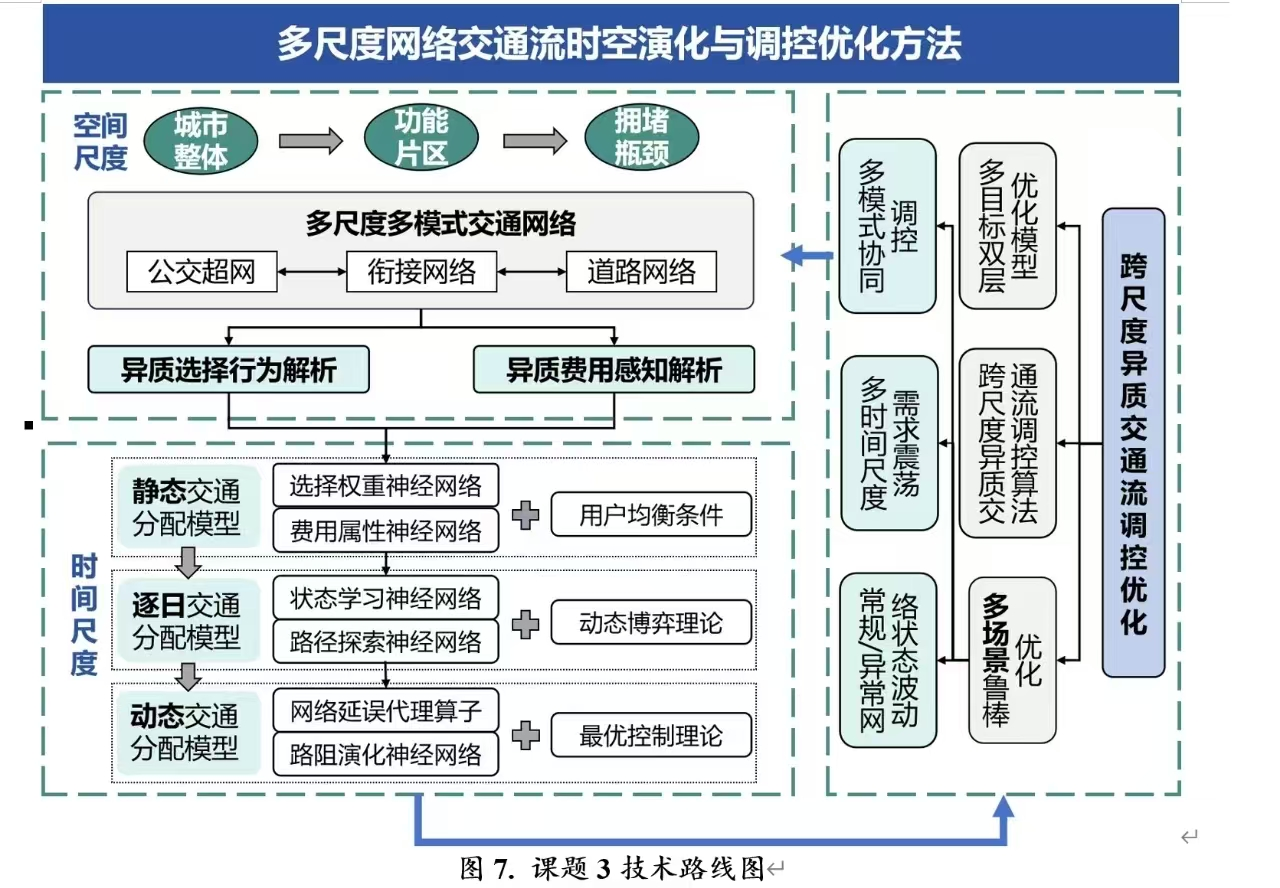 多尺度网络交通流时空演化与调控优化方法
空间
尺度
城市
整体
功能
片区
拥堵
瓶颈
多尺度多模式交通网络
公交超网
衔接网络
道路网络
异质选择行为解析
异质费用感知解析
时间尺度
静态交通
分配模型
选择权重神经网络
费用属性神经网络
用户均衡条件
逐日交通
分配模型
状态学习神经网络
路径探索神经网络
动态博弈理论
动态交通
分配模型
网络延误代理算子
路阻演化神经网络
最优控制理论
多模式协同
调控
多目标双层
优化模型
多时间尺度
需求震荡
跨尺度异质交
通流调控算法
常规/异常网
络状态波动
多场景鲁棒
优化
跨尺度异质交通流调控优化
图 7. 课题 3 技术路线图